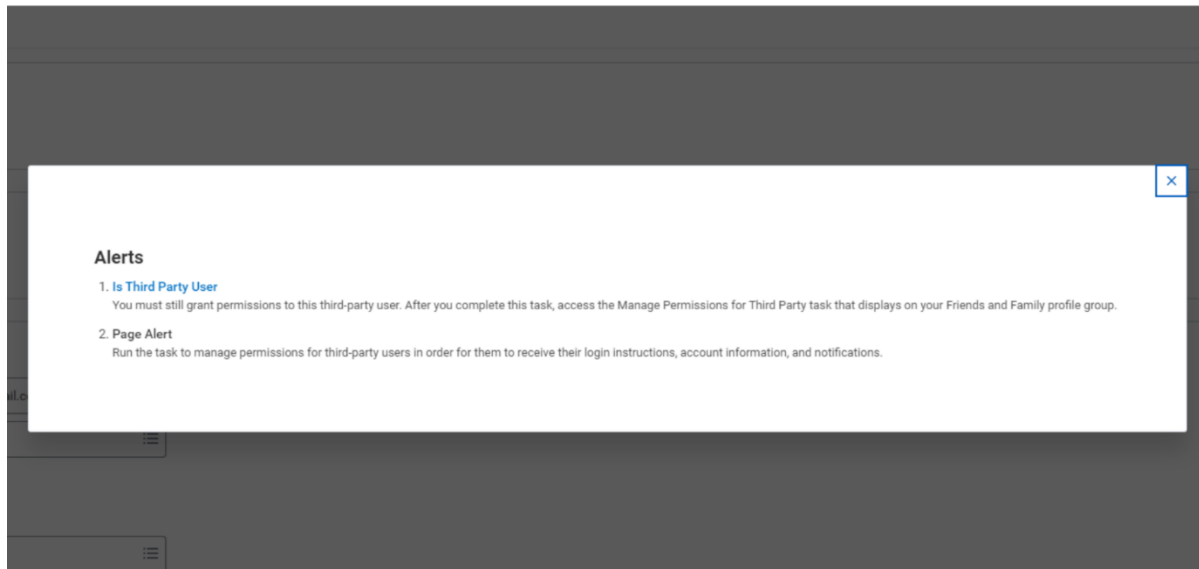 Alerts
1. Is Third Party User
You must still grant permissions to this third-party user. After you complete this task, access the Manage Permissions for Third Party task that displays on your Friends and Family profile group.
2. Page Alert
Run the task to manage permissions for third-party users in order for them to receive their login instructions, account information, and notifications.